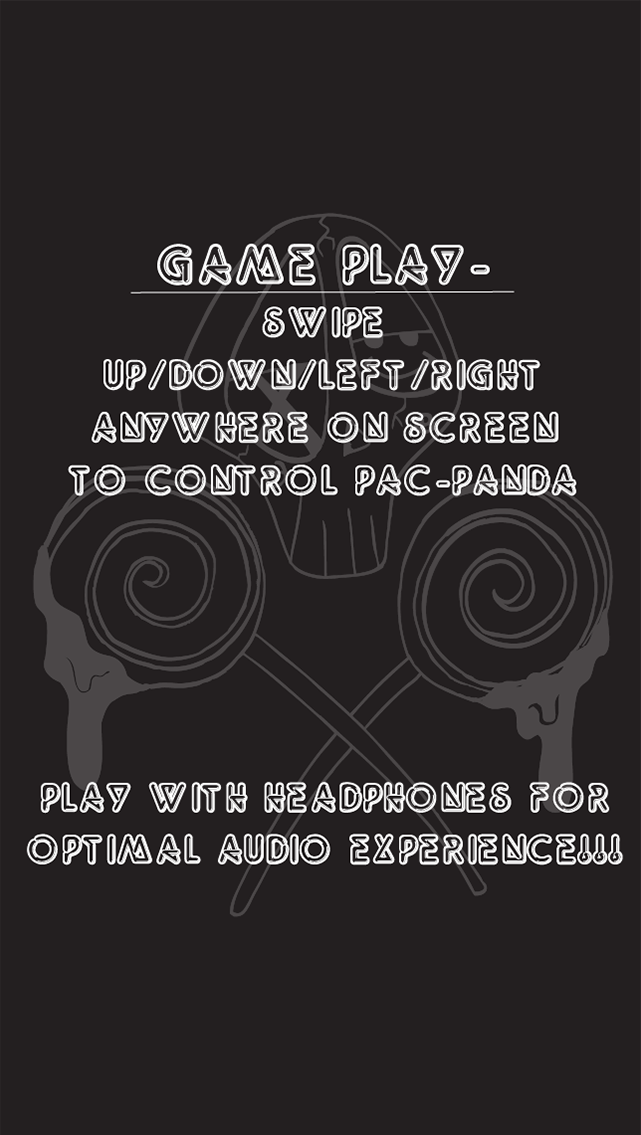 GAME PLAY-
SWIPE
UP/DOWN/LEFT/RIGHT
ANYWHERE ON SCREEN
TO CONTROL PAC-PANDA
PLAY WITH HEADPHONES FOR
OPTIMAL AUDIO EXPERIENCE!!!